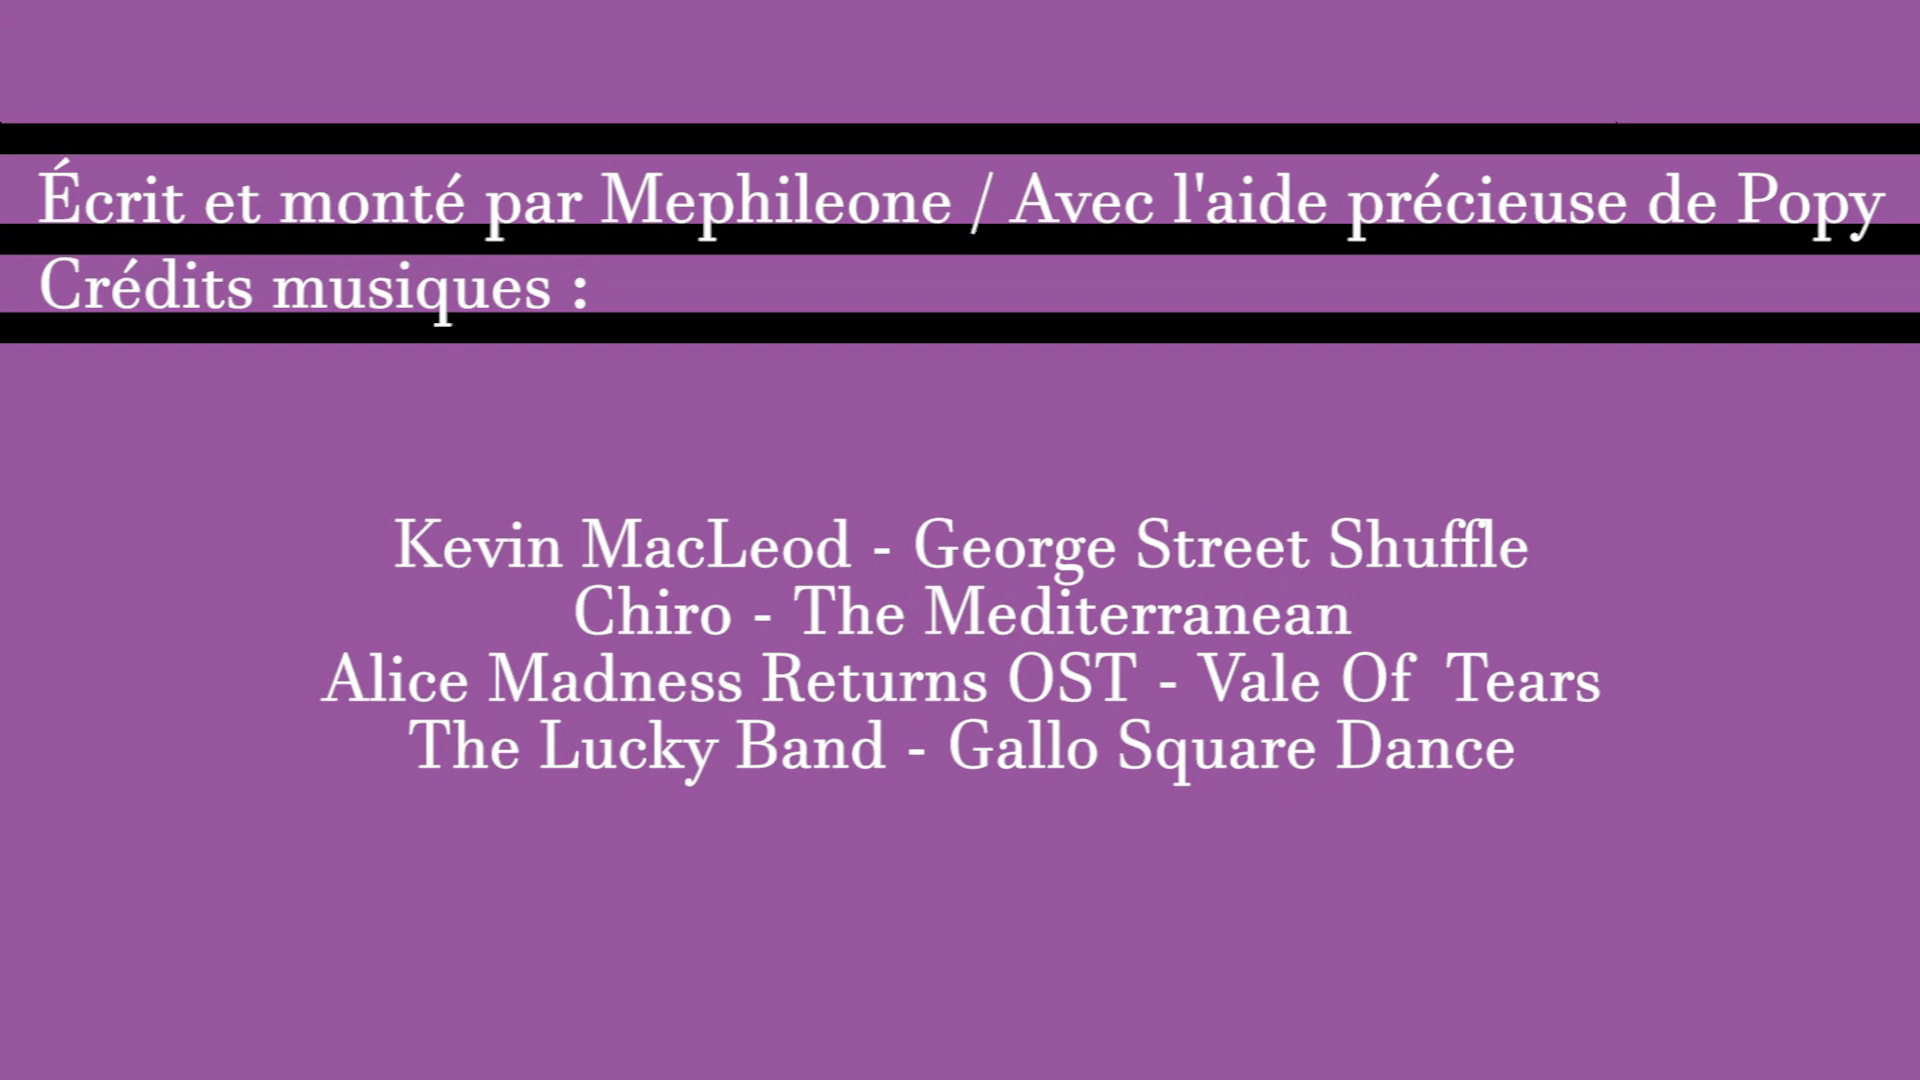 Écrit et monté par Mephileone / Avec l'aide précieuse de Popy
Crédits musiques :
Kevin MacLeod - George Street Shuffle
Chiro - The Mediterranean
Alice Madness Returns OST - Vale Of Tears
The Lucky Band - Gallo Square Dance